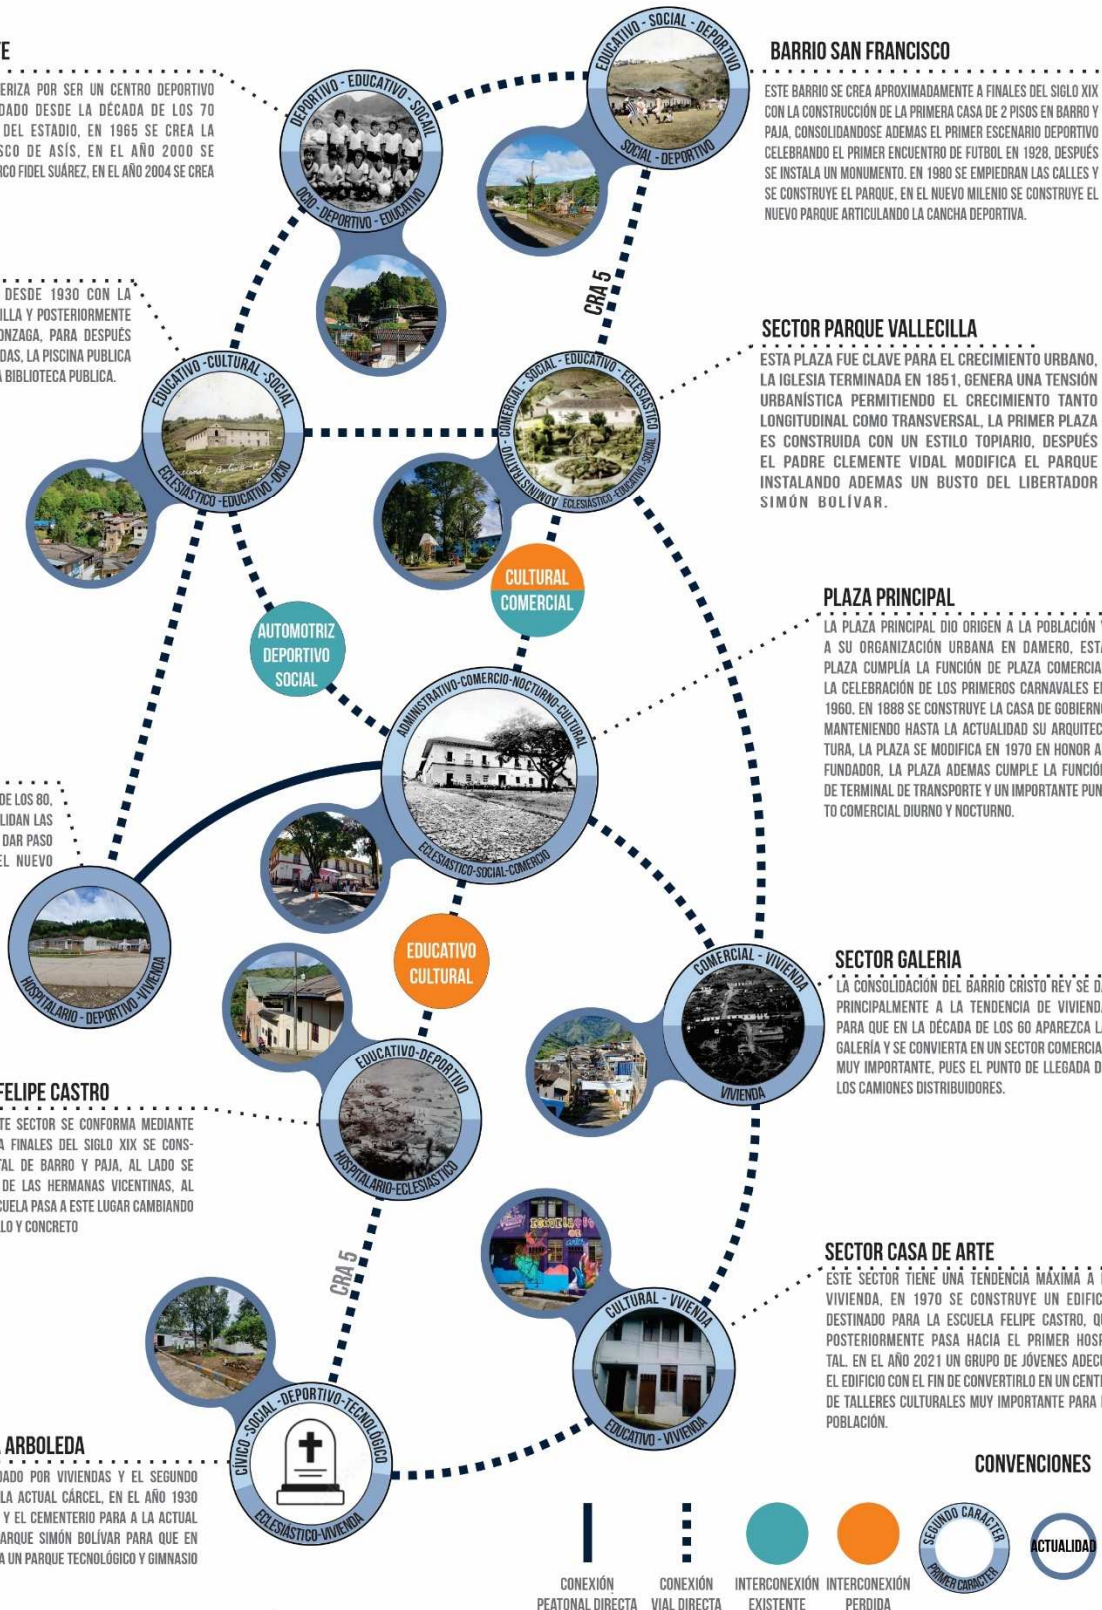 TE
ERIZA POR SER UN CENTRO DEPORTIVO
DADO DESDE LA DÉCADA DE LOS 70
DEL ESTADIO, EN 1965 SE CREA LA
SCO DE ASÍS, EN EL AÑO 2000 SE
RCO FIDEL SUÁREZ, EN EL AÑO 2004 SE CREA
DEPORTIVO - EDUCATIVO - SOCAIL
OCIO - DEPORTIVO - EDUCATIVO
EDUCATIVO - SOCIAL - DEPORTIVO
SOCIAL - DEPORTIVO
BARRIO SAN FRANCISCO
ESTE BARRIO SE CREA APROXIMADAMENTE A FINALES DEL SIGLO XIX
CON LA CONSTRUCCIÓN DE LA PRIMERA CASA DE 2 PISOS EN BARRO Y
PAJA, CONSOLIDANDOSE ADEMAS EL PRIMER ESCENARIO DEPORTIVO
CELEBRANDO EL PRIMER ENCUENTRO DE FUTBOL EN 1928, DESPUÉS
SE INSTALA UN MONUMENTO. EN 1980 SE EMPIEDRAN LAS CALLES Y
SE CONSTRUYE EL PARQUE, EN EL NUEVO MILENIO SE CONSTRUYE EL
NUEVO PARQUE ARTICULANDO LA CANCHA DEPORTIVA.
CRA 5
DESDE 1930 CON LA
ILLA Y POSTERIORMENTE
ONZAGA, PARA DESPUÉS
DAS, LA PISCINA PUBLICA
A BIBLIOTECA PUBLICA.
EDUCATIVO -CULTURAL -SOCIAL
ECLESIASTICO -EDUCATIVO -OCIO
ADMINISTRATIVO - COMERCIAL - SOCIAL - EDUCATIVO - ECLESIASTICO
ECLESIÁSTICO-EDUCATIVO-SOCIAL
SECTOR PARQUE VALLECILLA
ESTA PLAZA FUE CLAVE PARA EL CRECIMIENTO URBANO,
LA IGLESIA TERMINADA EN 1851, GENERA UNA TENSIÓN
URBANÍSTICA PERMITIENDO EL CRECIMIENTO TANTO
LONGITUDINAL COMO TRANSVERSAL, LA PRIMER PLAZA
ES CONSTRUIDA CON UN ESTILO TOPIARIO, DESPUÉS
EL PADRE CLEMENTE VIDAL MODIFICA EL PARQUE
INSTALANDO ADEMAS UN BUSTO DEL LIBERTADOR
SIMÓN BOLÍVAR.
CULTURAL
COMERCIAL
AUTOMOTRIZ
DEPORTIVO
SOCIAL
PLAZA PRINCIPAL
LA PLAZA PRINCIPAL DIO ORIGEN A LA POBLACIÓN Y
A SU ORGANIZACIÓN URBANA EN DAMERO, ESTA
PLAZA CUMPLÍA LA FUNCIÓN DE PLAZA COMERCIA
LA CELEBRACIÓN DE LOS PRIMEROS CARNAVALES EN
1960. EN 1888 SE CONSTRUYE LA CASA DE GOBIERNO
MANTENIENDO HASTA LA ACTUALIDAD SU ARQUITEC
TURA, LA PLAZA SE MODIFICA EN 1970 EN HONOR A
FUNDADOR, LA PLAZA ADEMAS CUMPLE LA FUNCIÓN
DE TERMINAL DE TRANSPORTE Y UN IMPORTANTE PUN
TO COMERCIAL DIURNO Y NOCTURNO.
ADMINISTRATIVO-COMERCIO-NOCTURNO-CULTURAL
ECLESIASTICO-SOCIAL-COMERCIO
DE LOS 80,
LIDAN LAS
DAR PASO
EL NUEVO
HOSPITALARIO - DEPORTIVO -VIVIENDA
EDUCATIVO
CULTURAL
COMERCIAL - VIVIENDA
VIVIENDA
SECTOR GALERIA
LA CONSOLIDACIÓN DEL BARRIO CRISTO REY SE DA
PRINCIPALMENTE A LA TENDENCIA DE VIVIENDA
PARA QUE EN LA DÉCADA DE LOS 60 APAREZCA LA
GALERÍA Y SE CONVIERTA EN UN SECTOR COMERCIA
MUY IMPORTANTE, PUES EL PUNTO DE LLEGADA D
LOS CAMIONES DISTRIBUIDORES.
EDUCATIVO-DEPORTIVO
HOSPITALARIO-ECLESIASTICO
FELIPE CASTRO
TE SECTOR SE CONFORMA MEDIANTE
A FINALES DEL SIGLO XIX SE CONS-
TAL DE BARRO Y PAJA, AL LADO SE
DE LAS HERMANAS VICENTINAS, AL
CUELA PASA A ESTE LUGAR CAMBIANDO
LLO Y CONCRETO
CRA 5
CULTURAL - VVIENDA
EDUCATIVO - VIVIENDA
SECTOR CASA DE ARTE
ESTE SECTOR TIENE UNA TENDENCIA MÁXIMA A
VIVIENDA, EN 1970 SE CONSTRUYE UN EDIFIC
DESTINADO PARA LA ESCUELA FELIPE CASTRO, QU
POSTERIORMENTE PASA HACIA EL PRIMER HOSP
TAL. EN EL AÑO 2021 UN GRUPO DE JÓVENES ADECU
EL EDIFICIO CON EL FIN DE CONVERTIRLO EN UN CENT
DE TALLERES CULTURALES MUY IMPORTANTE PARA
POBLACIÓN.
CÍVICO -SOCIAL -DEPORTIVO-TECNOLÓGICO
ECLESIÁSTICO-VIVIENDA
ARBOLEDA
DADO POR VIVIENDAS Y EL SEGUNDO
LA ACTUAL CÁRCEL, EN EL AÑO 1930
Y EL CEMENTERIO PARA A LA ACTUAL
ARQUE SIMÓN BOLÍVAR PARA QUE EN
A UN PARQUE TECNOLÓGICO Y GIMNASIO
CONVENCIONES
CONEXIÓN
PEATONAL DIRECTA
CONEXIÓN
VIAL DIRECTA
INTERCONEXIÓN
EXISTENTE
INTERCONEXIÓN
PERDIDA
SEGUNDO CARÁCTER
PRIMER CARACTER
ACTUALIDAD